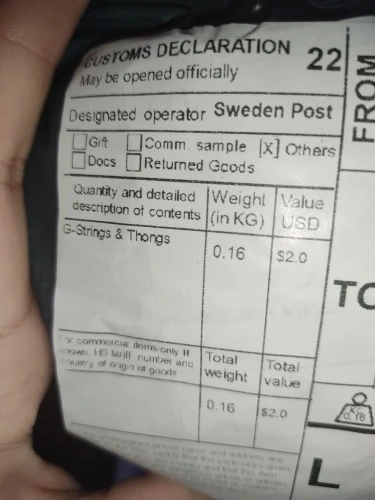 CUSTOMS DECLARATION 22
May be opened officially
Designated operator Sweden Post
Gift Comm. sample [X] Others
Docs Returned Goods
Quantity and detailed description of contents
Weight (in KG)
Value USD
G-Strings & Thongs
0.16
$2.0
For commercial items only If known, HS tariff number and country of origin of goods
Total weight
Total value
0.16
$2.0
FROM
TO
KG
L